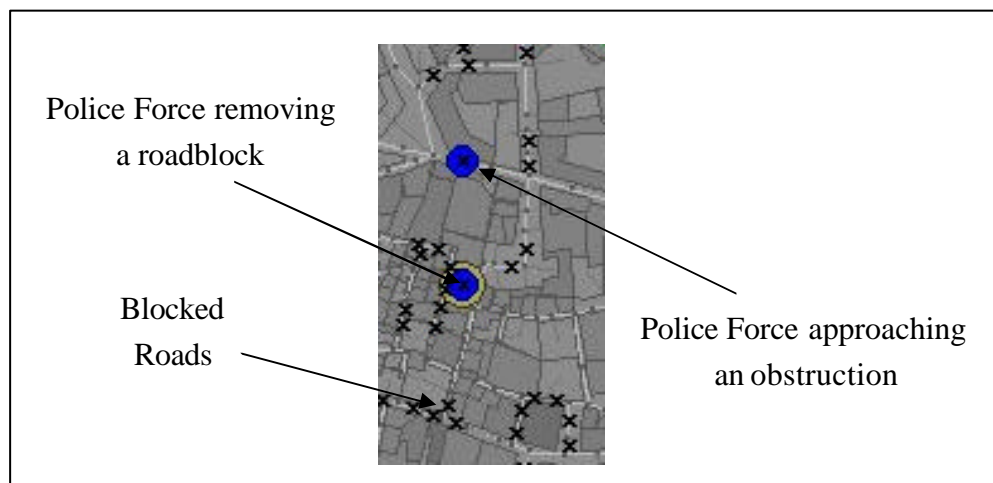 Police Force removing
a roadblock
Blocked
Roads
Police Force approaching
an obstruction